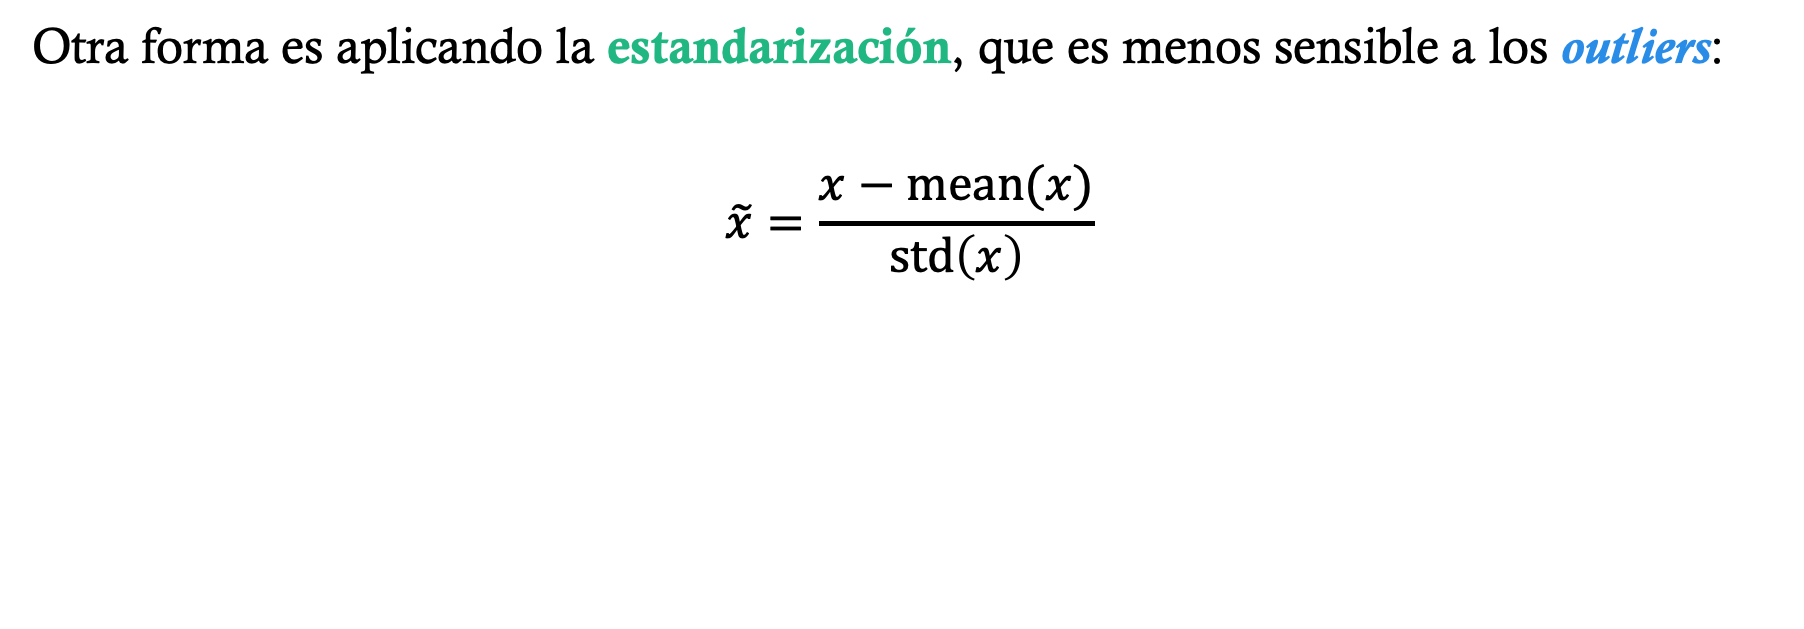 Otra forma es aplicando la estandarización, que es menos sensible a los outliers:
x̃ = x − mean(x)
std(x)